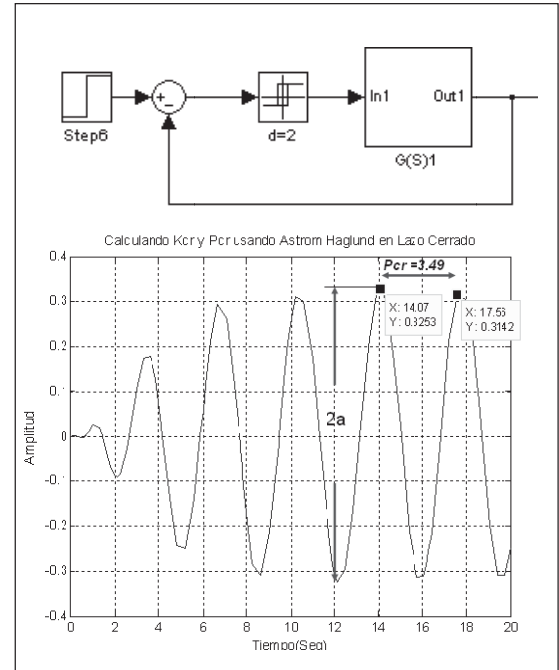 Step6
+
–
d=2
In1
Out1
G(S)1
Calculando Kcr y Pcr usando Astrom Haglund en Lazo Cerrado
Pcr =3.49
X: 14.07
Y: 0.3253
X: 17.56
Y: 0.3142
2a
Amplitud
0.4
0.3
0.2
0.1
0
-0.1
-0.2
-0.3
-0.4
0 2 4 6 8 10 12 14 16 18 20
Tiempo(Seg)